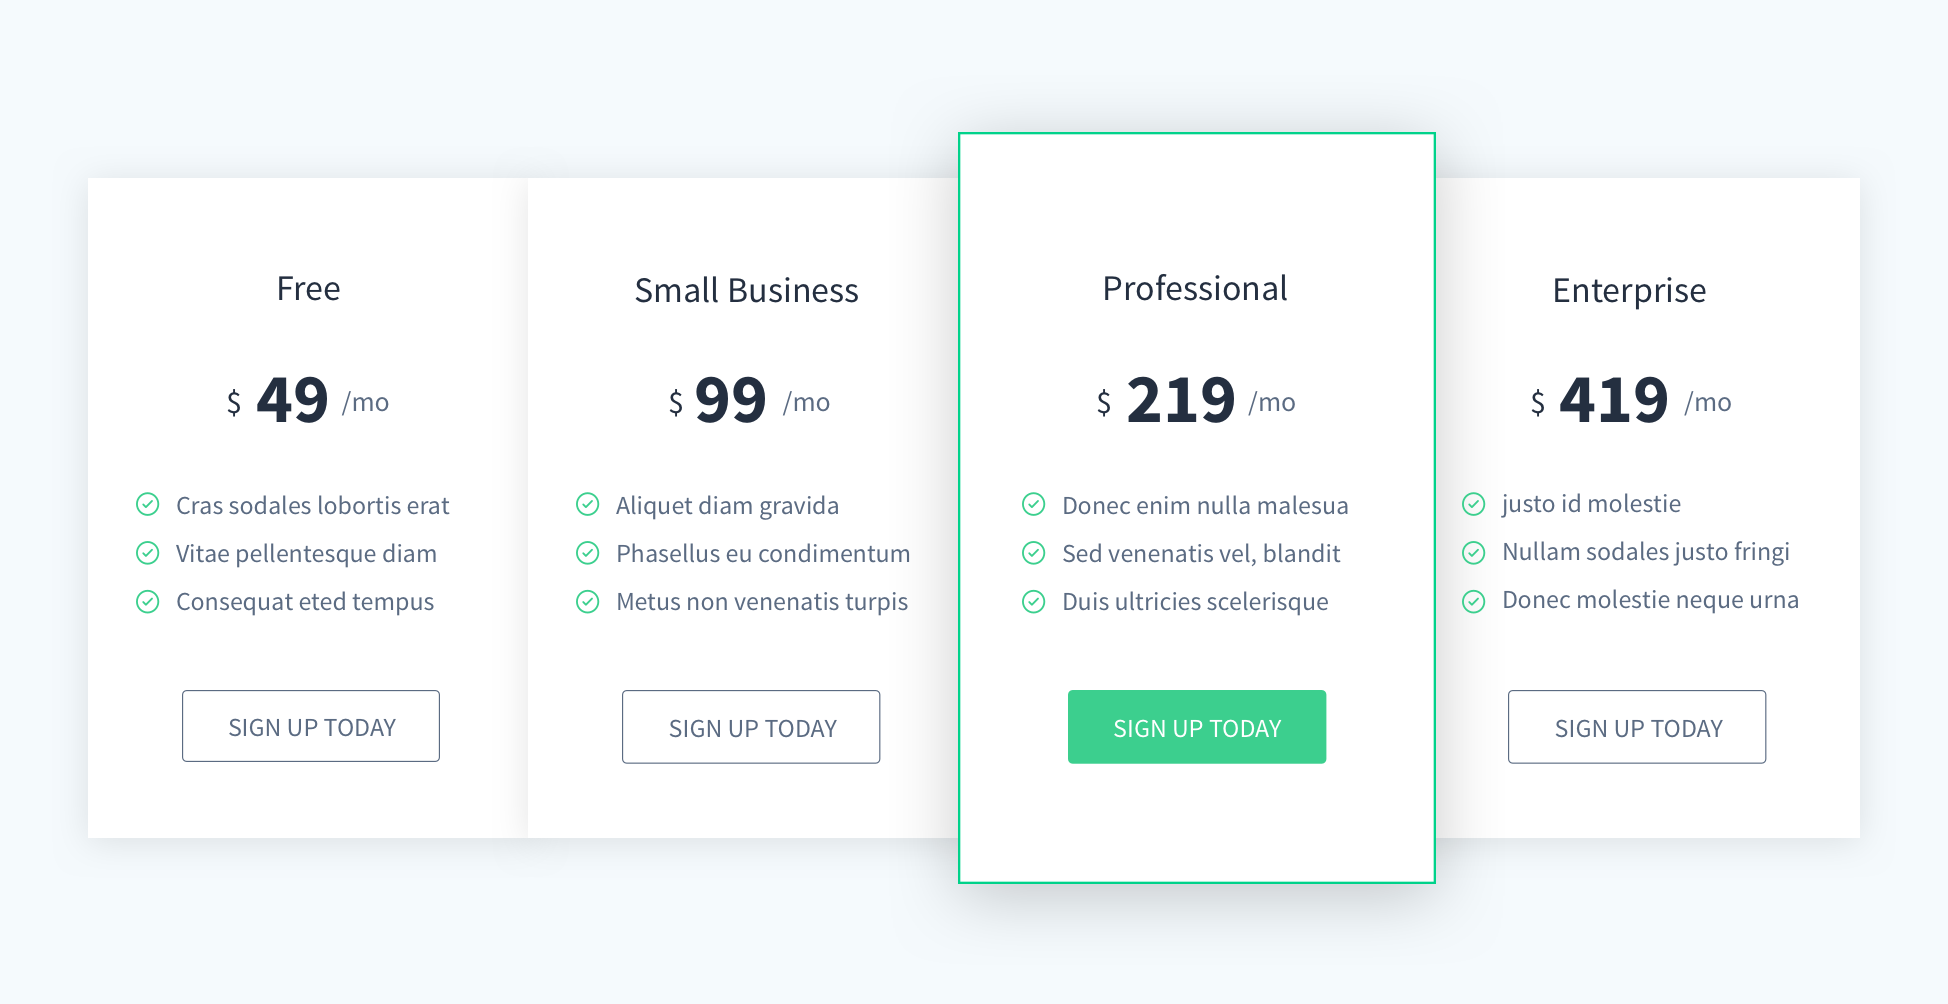 Free
$ 49 /mo
Cras sodales lobortis erat
Vitae pellentesque diam
Consequat eted tempus
SIGN UP TODAY
Small Business
$ 99 /mo
Aliquet diam gravida
Phasellus eu condimentum
Metus non venenatis turpis
SIGN UP TODAY
Professional
$ 219 /mo
Donec enim nulla malesua
Sed venenatis vel, blandit
Duis ultricies scelerisque
SIGN UP TODAY
Enterprise
$ 419 /mo
justo id molestie
Nullam sodales justo fringi
Donec molestie neque urna
SIGN UP TODAY